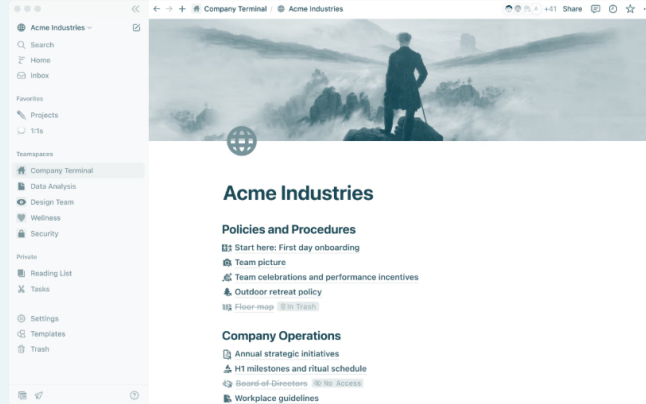 Acme Industries
Company Terminal / Acme Industries
+41 Share
Search
Home
Inbox
Favorites
Projects
1:1s
Teamspaces
Company Terminal
Data Analysis
Design Team
Wellness
Security
Private
Reading List
Tasks
Settings
Templates
Trash
Acme Industries
Policies and Procedures
Start here: First day onboarding
Team picture
Team celebrations and performance incentives
Outdoor retreat policy
Floor map In Trash
Company Operations
Annual strategic initiatives
H1 milestones and ritual schedule
Board of Directors No Access
Workplace guidelines